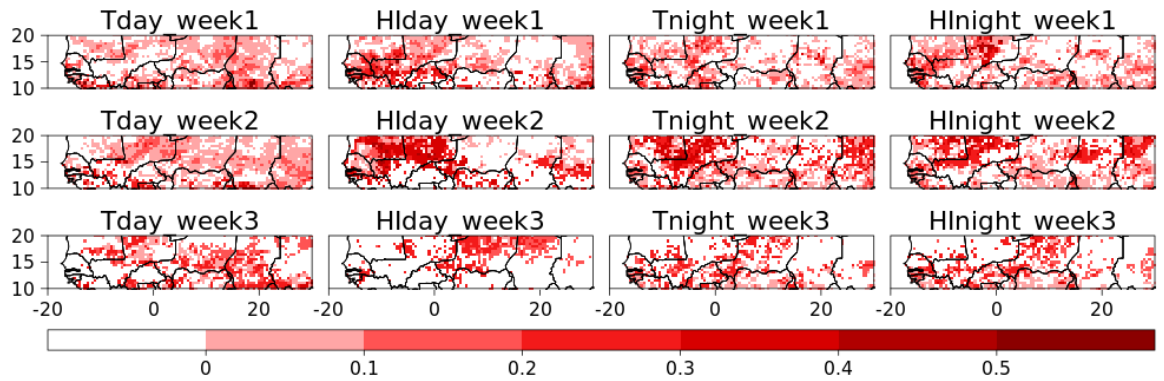 Tday_week1 HIday_week1 Tnight_week1 HInight_week1
20
15
10
Tday_week2 HIday_week2 Tnight_week2 HInight_week2
20
15
10
Tday_week3 HIday_week3 Tnight_week3 HInight_week3
20
15
10
-20 0 20 -20 0 20 -20 0 20 -20 0 20
0 0.1 0.2 0.3 0.4 0.5